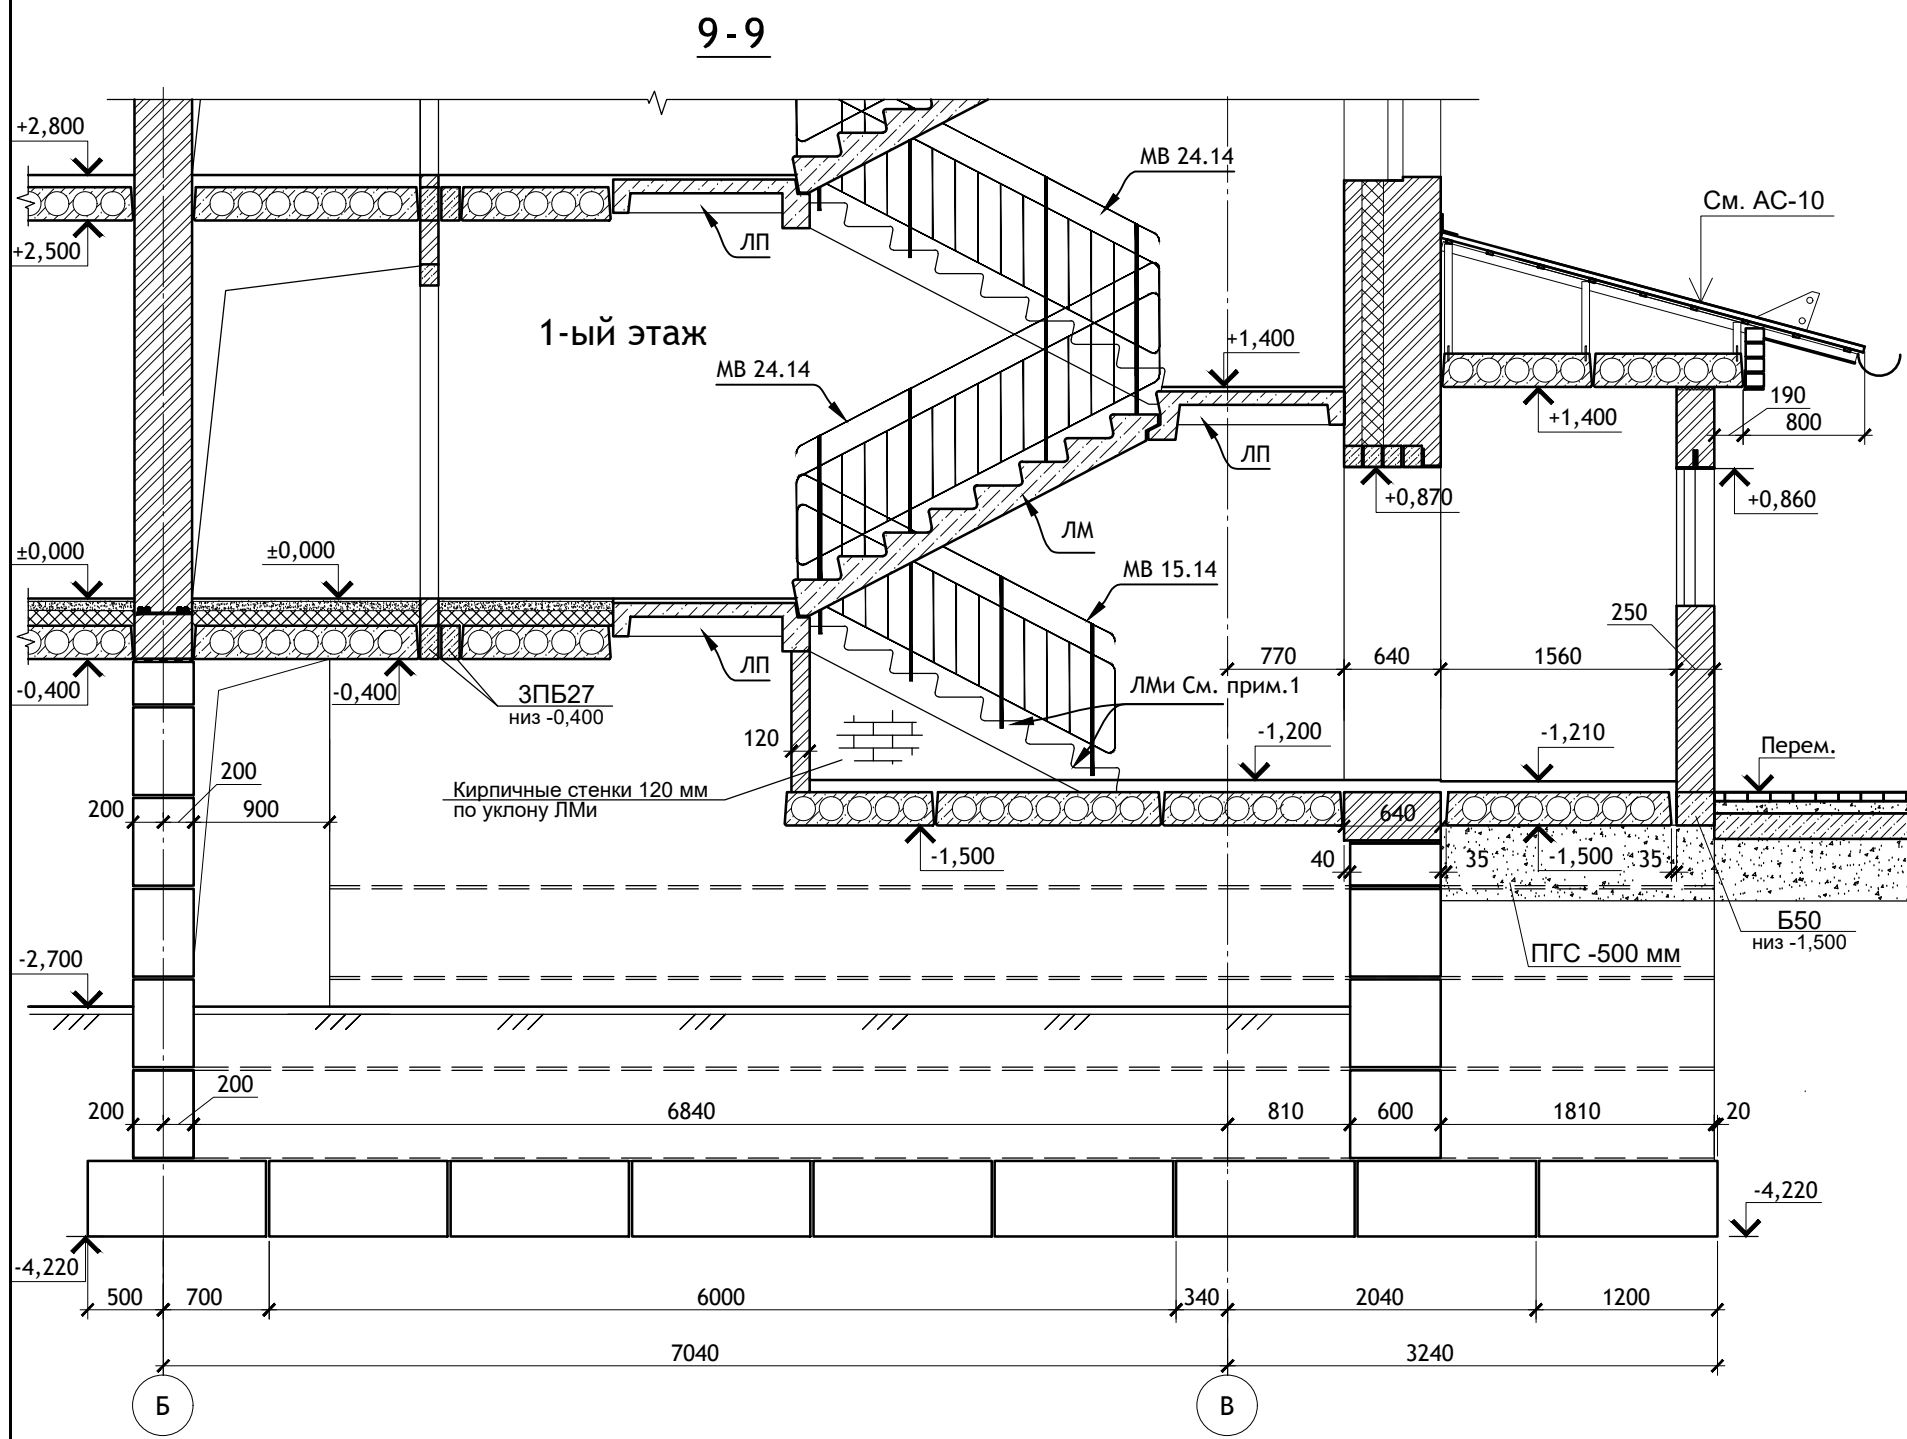 9-9
+2,800
МВ 24.14
См. АС-10
+2,500
ЛП
1-ый этаж
+1,400
МВ 24.14
190
+1,400
800
ЛП
+0,870
+0,860
ЛМ
±0,000
±0,000
МВ 15.14
250
ЛП
770
640
1560
-0,400
-0,400
3ПБ27
низ -0,400
ЛМи См. прим.1
120
-1,200
-1,210
Перем.
200
Кирпичные стенки 120 мм
по уклону ЛМи
200
900
640
40
-1,500
35
-1,500
35
Б50
низ -1,500
-2,700
ПГС -500 мм
200
200
6840
810
600
1810
20
-4,220
-4,220
500
700
6000
340
2040
1200
7040
3240
Б
В